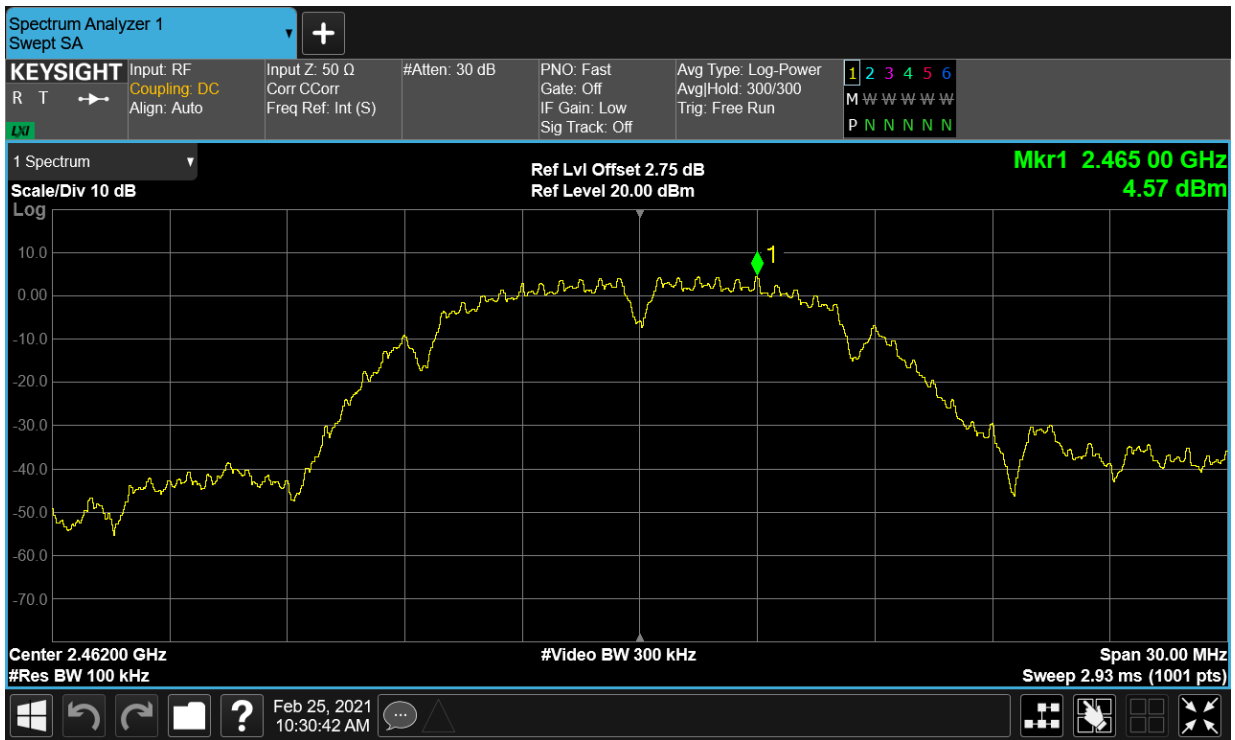 Spectrum Analyzer 1
Swept SA
+
KEYSIGHT
R T
LXI
Input: RF
Coupling: DC
Align: Auto
Input Z: 50 Ω
Corr CCorr
Freq Ref: Int (S)
#Atten: 30 dB
PNO: Fast
Gate: Off
IF Gain: Low
Sig Track: Off
Avg Type: Log-Power
Avg|Hold: 300/300
Trig: Free Run
1 2 3 4 5 6
M W W W W W
P N N N N N
1 Spectrum
Scale/Div 10 dB
Log
Ref Lvl Offset 2.75 dB
Ref Level 20.00 dBm
Mkr1 2.465 00 GHz
4.57 dBm
1
10.0
0.00
-10.0
-20.0
-30.0
-40.0
-50.0
-60.0
-70.0
Center 2.46200 GHz
#Res BW 100 kHz
#Video BW 300 kHz
Span 30.00 MHz
Sweep 2.93 ms (1001 pts)
?
Feb 25, 2021
10:30:42 AM